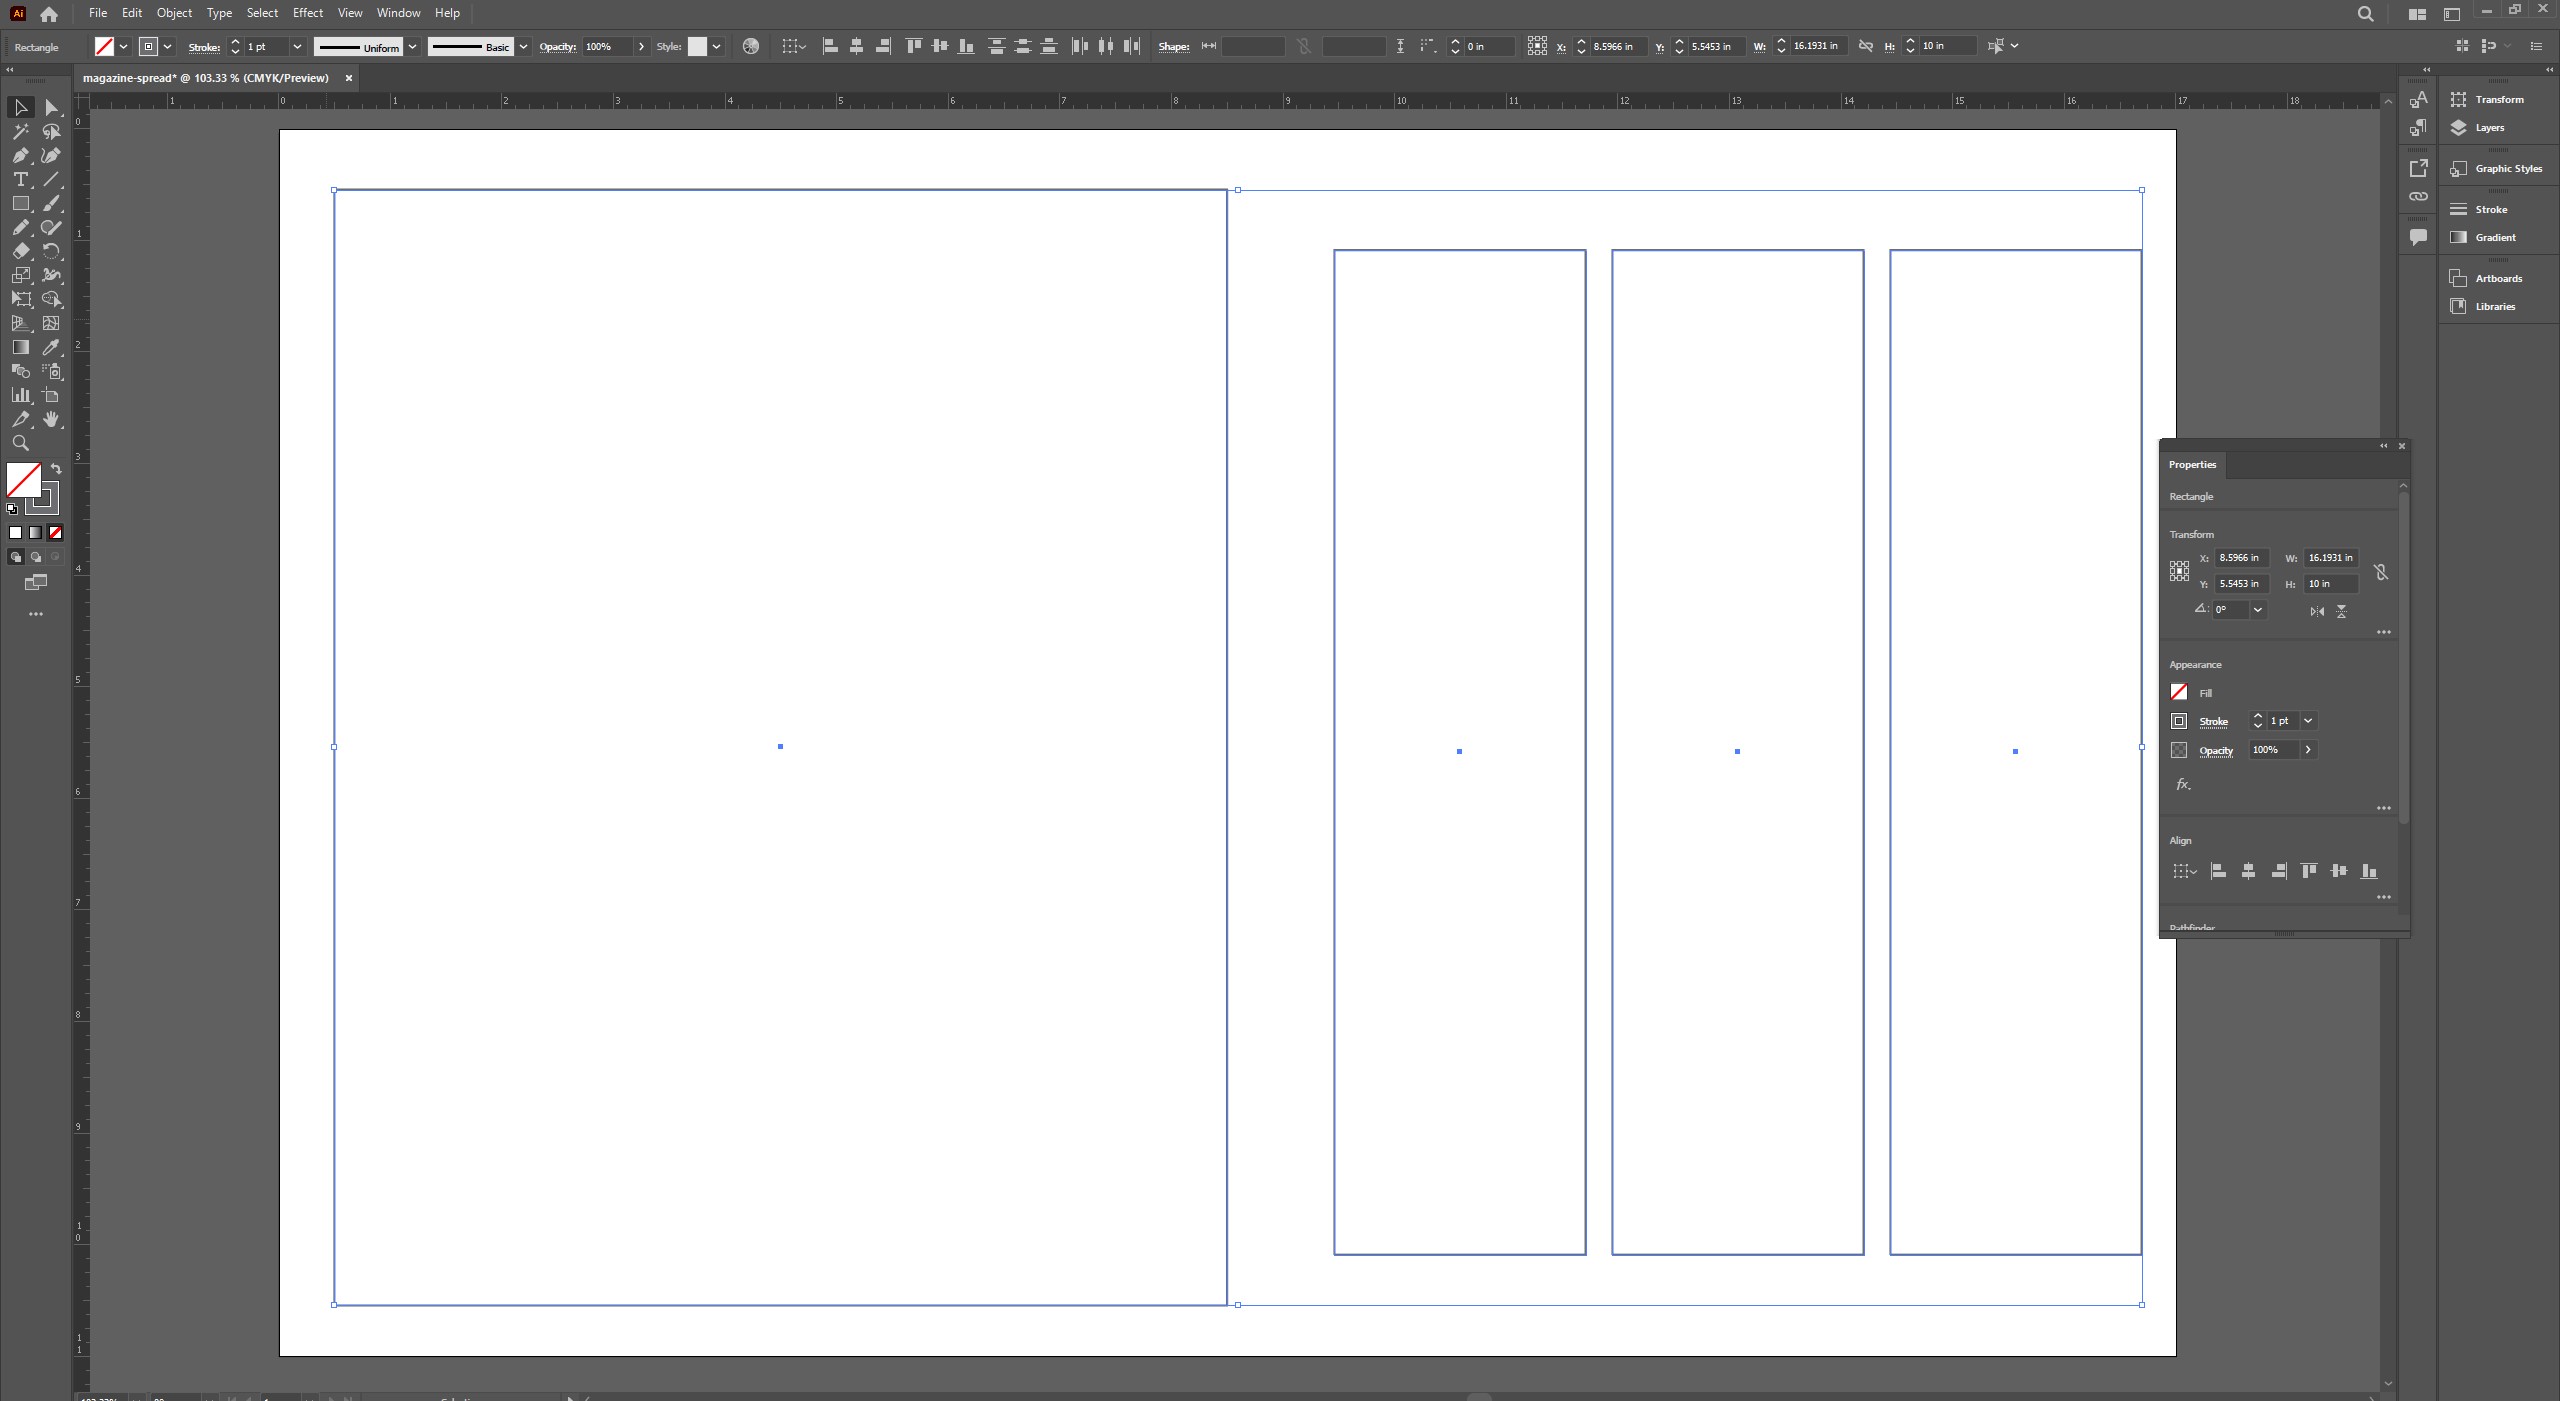 Ai File Edit Object Type Select Effect View Window Help
Rectangle Stroke: 1 pt Uniform Basic Opacity: 100% Style: Shape: 0 in X: 8.5966 in Y: 5.5453 in W: 16.1931 in H: 10 in
magazine-spread* @ 103.33 % (CMYK/Preview)
1 0 1 2 3 4 5 6 7 8 9 10 11 12 13 14 15 16 17 18
0
1
2
3
4
5
6
7
8
9
1
0
1
1
Transform
Layers
Graphic Styles
Stroke
Gradient
Artboards
Libraries
Properties
Rectangle
Transform
X: 8.5966 in W: 16.1931 in
Y: 5.5453 in H: 10 in
0°
Appearance
Fill
Stroke 1 pt
Opacity 100%
fx.
Align
Pathfinder